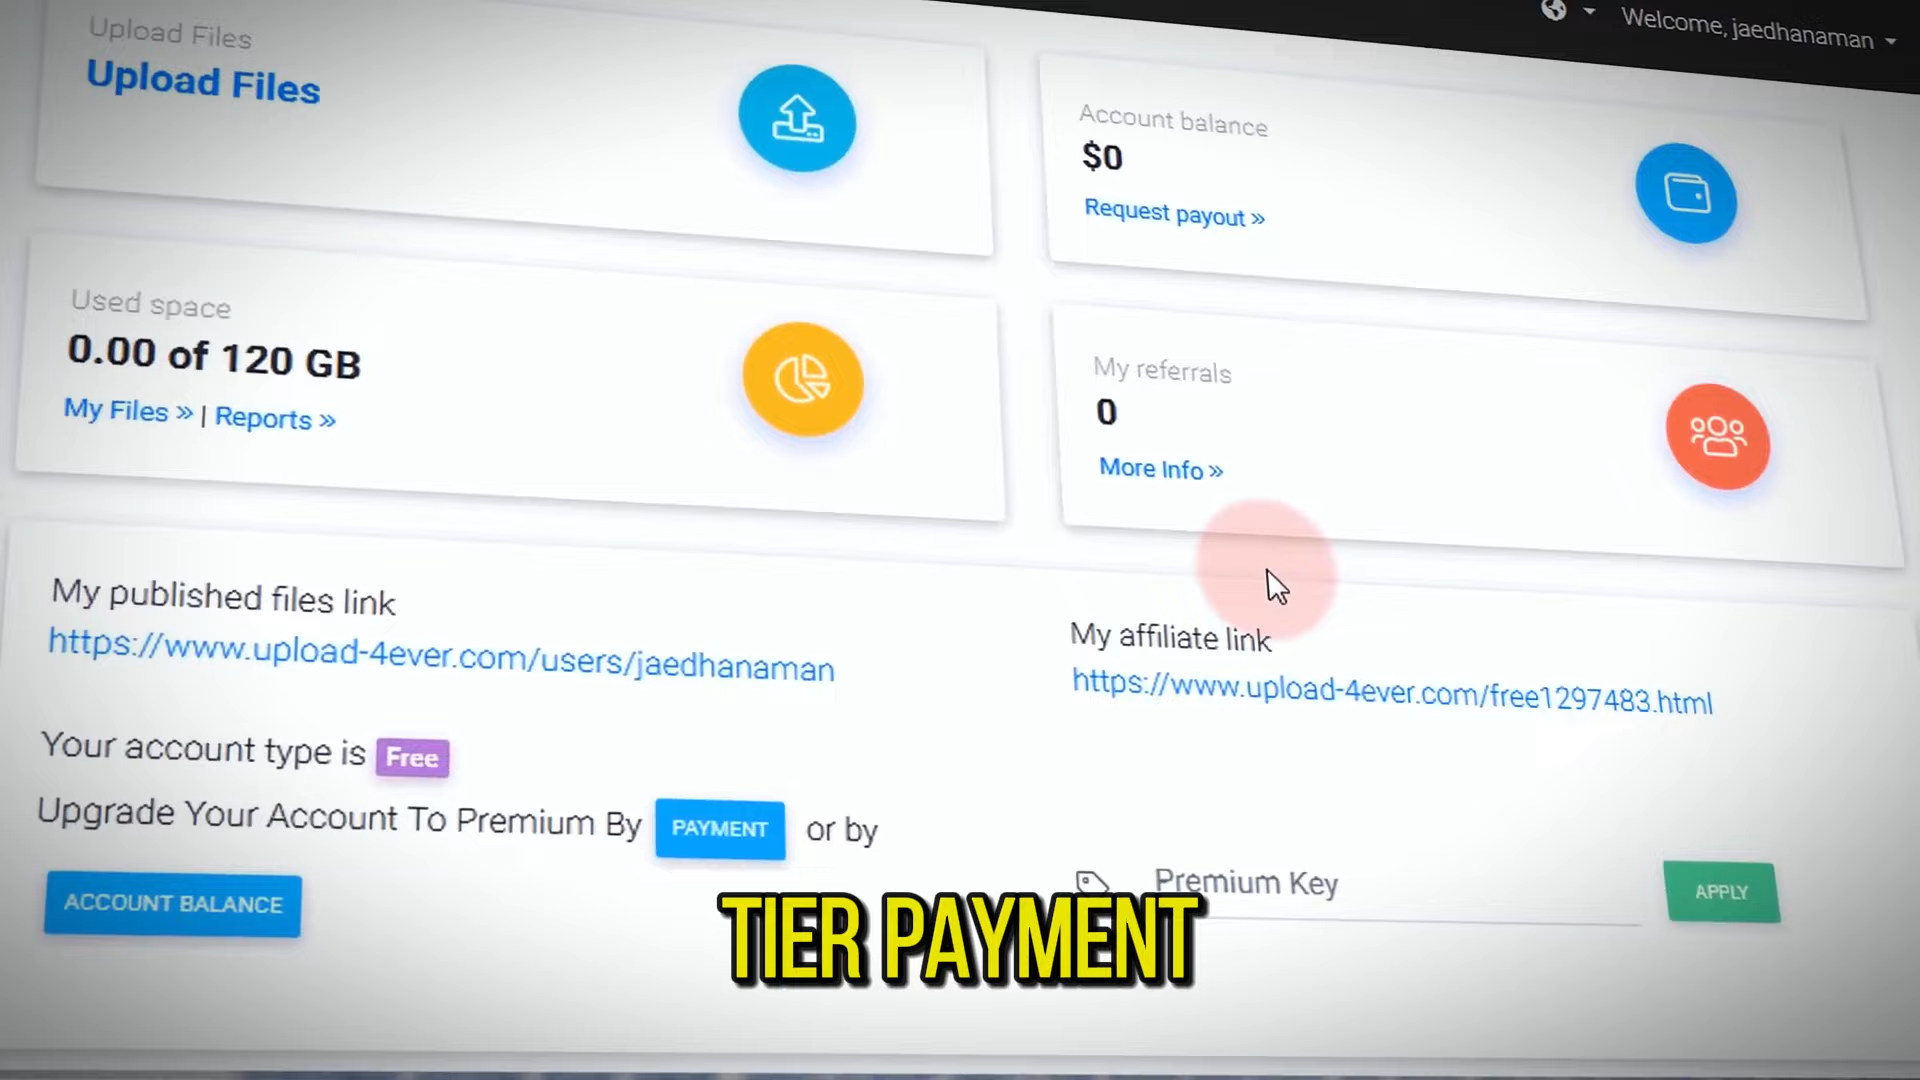 Welcome, jaedhanaman
Upload Files
Upload Files
Account balance
$0
Request payout »
Used space
0.00 of 120 GB
My Files » | Reports »
My referrals
0
More Info »
My published files link
https://www.upload-4ever.com/users/jaedhanaman
My affiliate link
https://www.upload-4ever.com/free1297483.html
Your account type is Free
Upgrade Your Account To Premium By PAYMENT or by
ACCOUNT BALANCE
Premium Key
APPLY
TIER PAYMENT